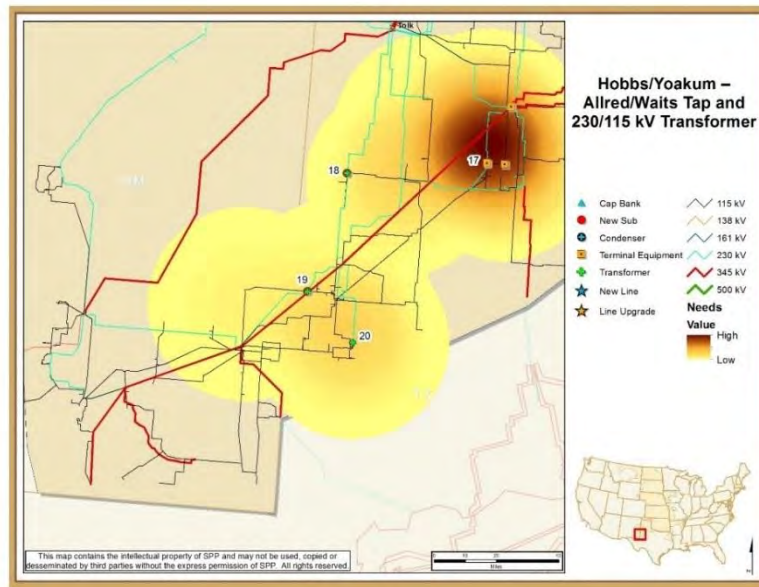 Tolk
18
17
19
20
This map contains the intellectual property of SPP and may not be used, copied or
desseminated by third parties without the express permission of SPP. All rights reserved.
Miles
Hobbs/Yoakum –
Allred/Waits Tap and
230/115 kV Transformer
Cap Bank
New Sub
Condenser
Terminal Equipment
Transformer
New Line
Line Upgrade
115 kV
138 kV
161 kV
230 kV
345 kV
500 kV
Needs
Value
High
Low